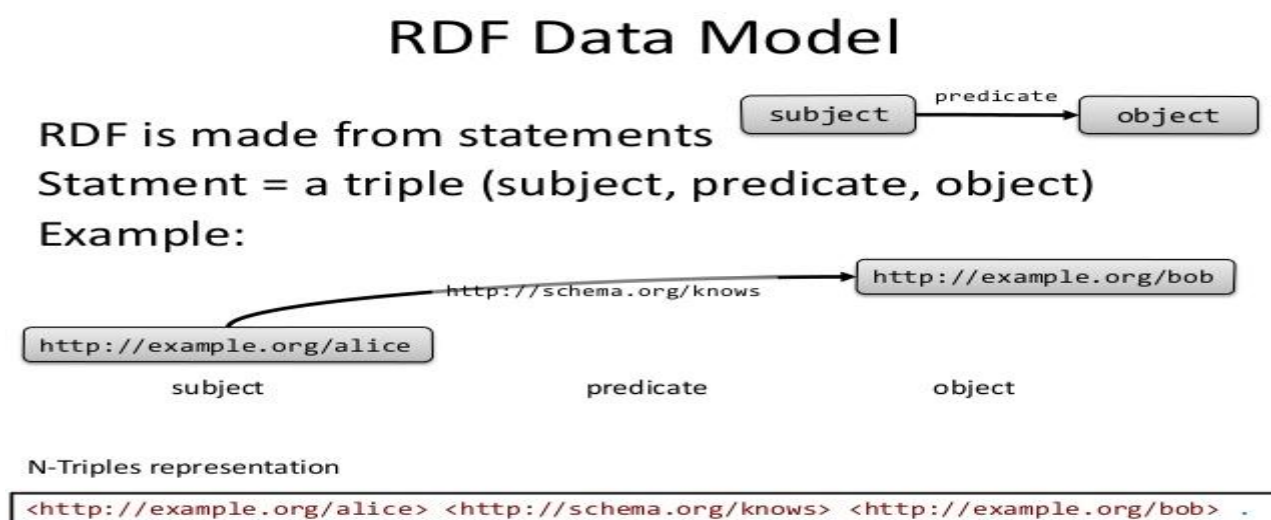 RDF Data Model
subject predicate object
RDF is made from statements
Statment = a triple (subject, predicate, object)
Example:
http://schema.org/knows http://example.org/bob
http://example.org/alice
subject predicate object
N-Triples representation
<http://example.org/alice> <http://schema.org/knows> <http://example.org/bob> .